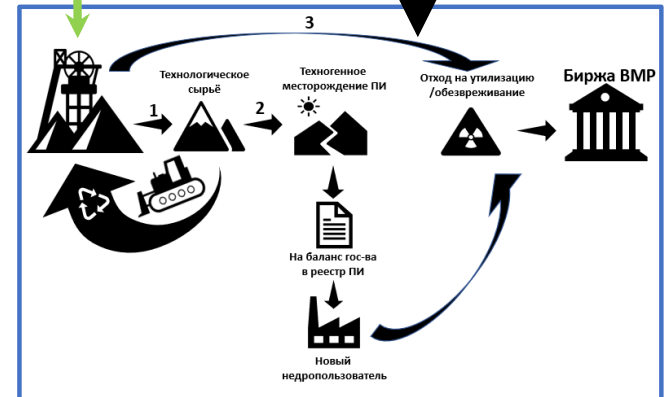 3
Технологическое
сырьё
Техногенное
месторождение ПИ
Отход на утилизацию
/обезвреживание
Биржа ВМР
1
2
На баланс гос-ва
в реестр ПИ
Новый
недропользователь